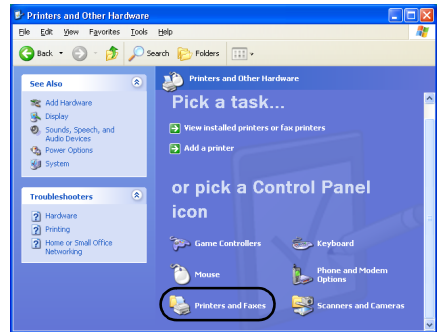 Printers and Other Hardware
File Edit View Favorites Tools Help
Back Search Folders
See Also
Add Hardware
Display
Sounds, Speech, and
Audio Devices
Power Options
System
Troubleshooters
Hardware
Printing
Home or Small Office
Networking
Printers and Other Hardware
Pick a task...
View installed printers or fax printers
Add a printer
or pick a Control Panel
icon
Game Controllers
Keyboard
Mouse
Phone and Modem
Options
Printers and Faxes
Scanners and Cameras